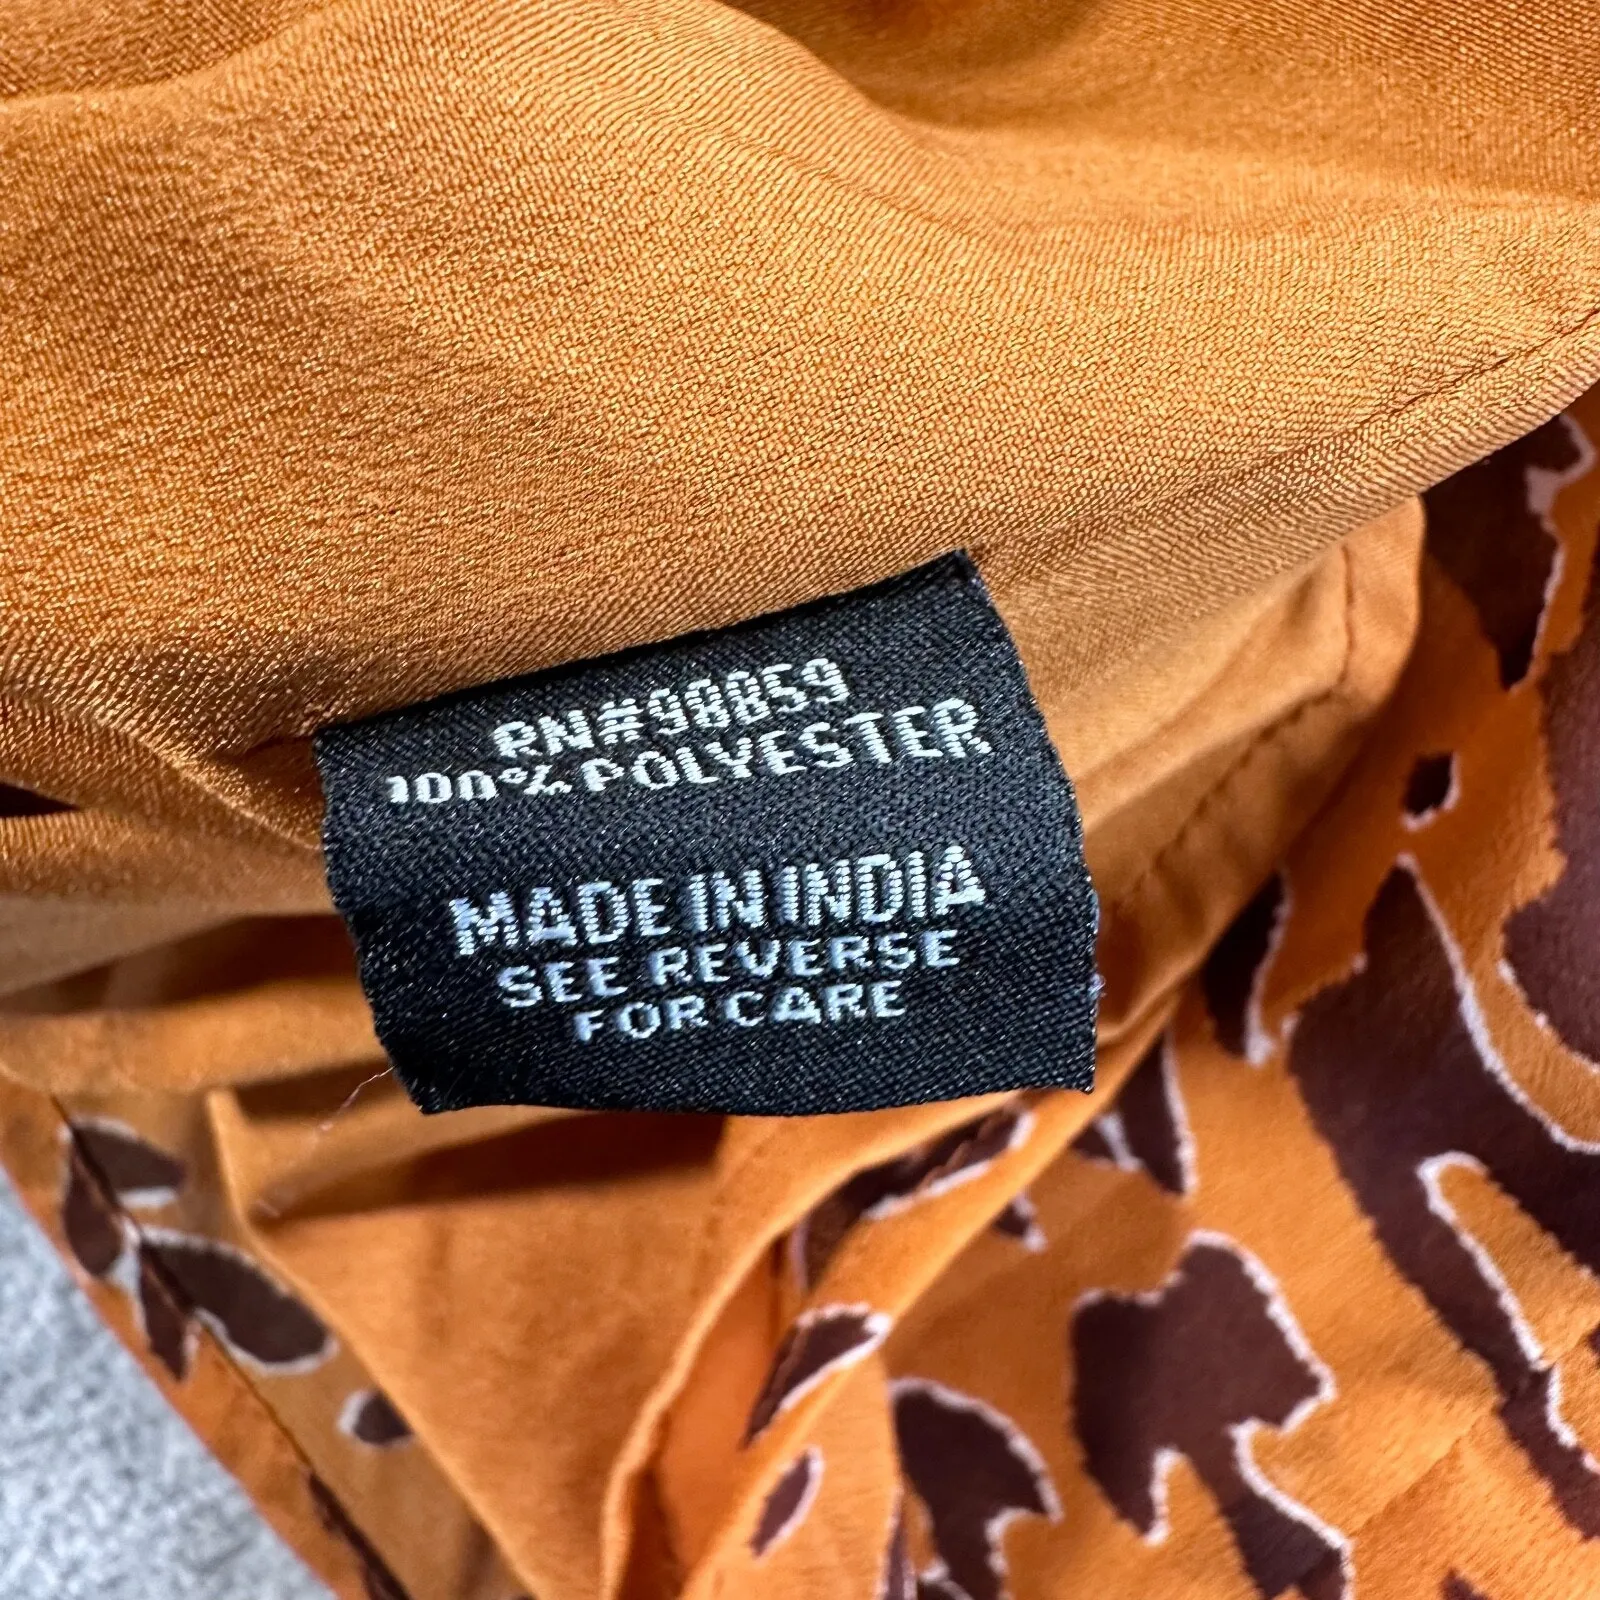 RN#98859
100% POLYESTER
MADE IN INDIA
SEE REVERSE
FOR CARE